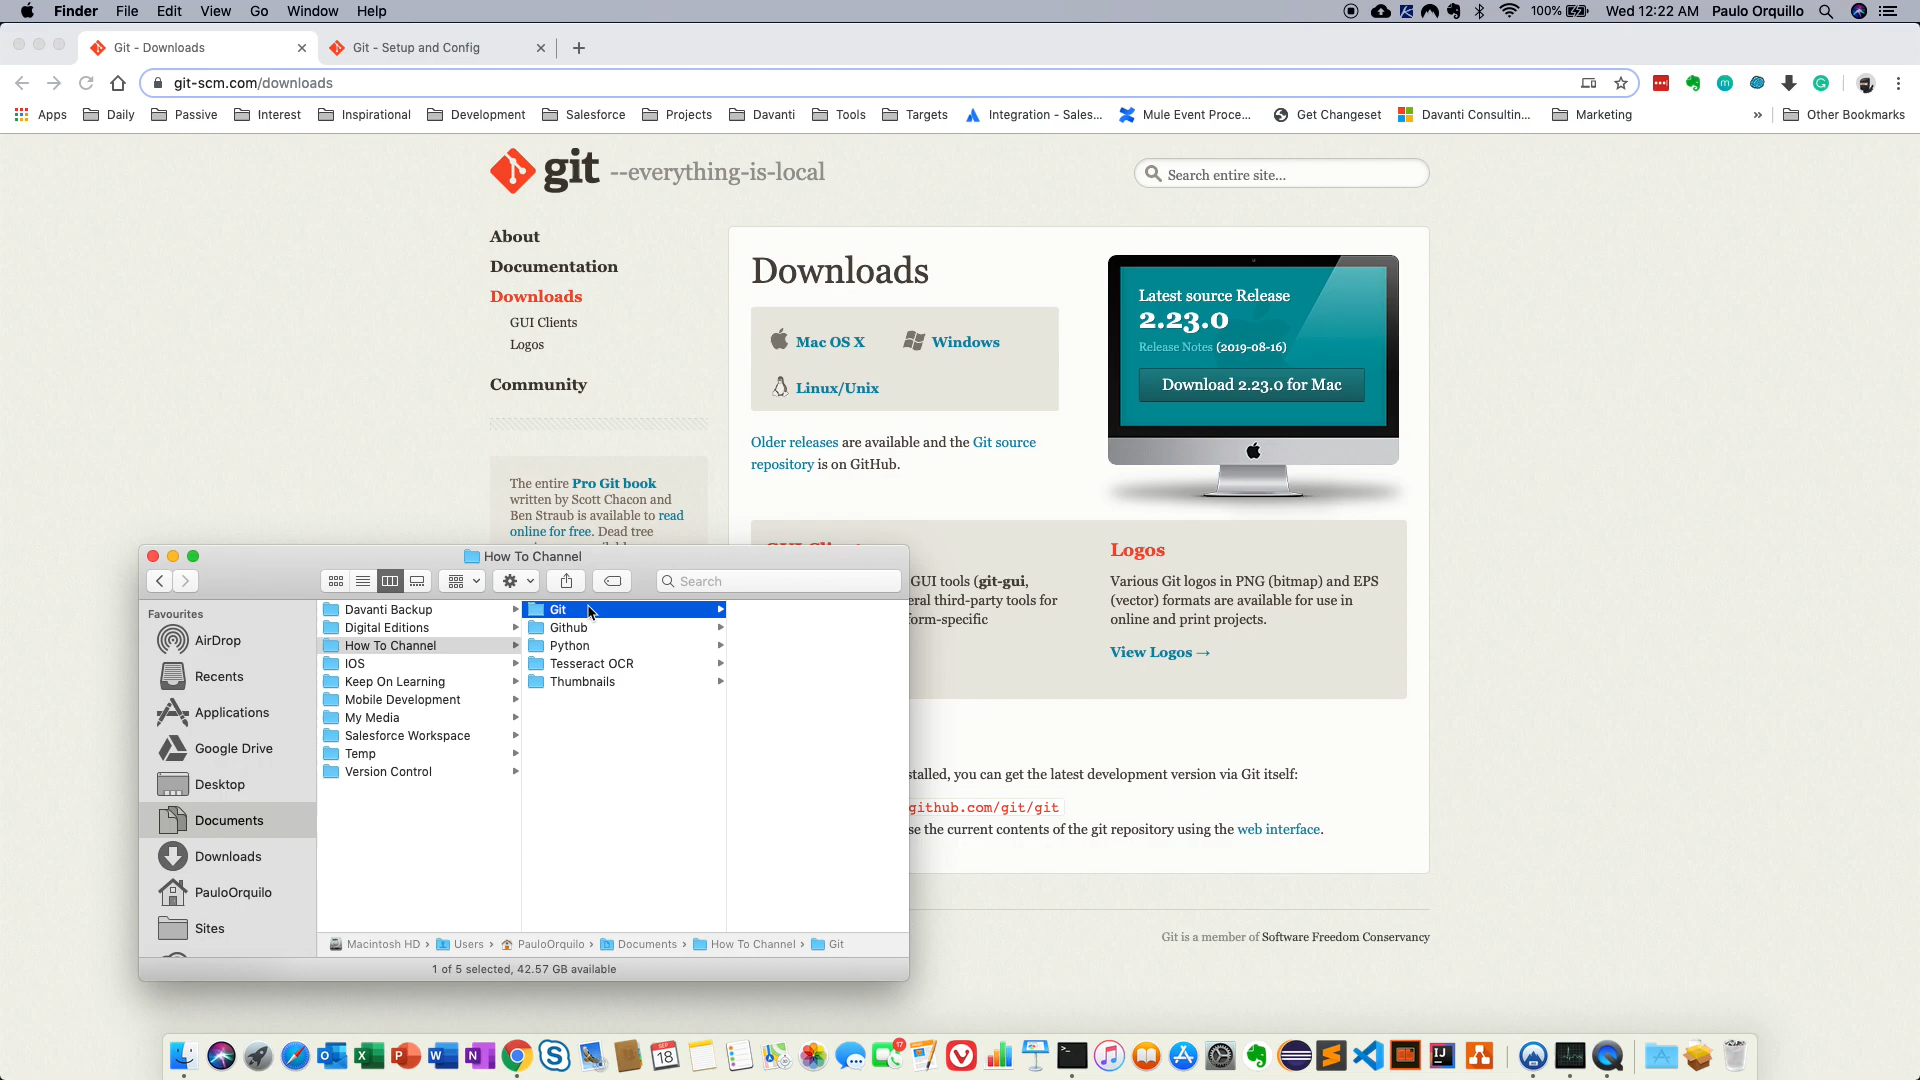 Finder File Edit View Go Window Help 100% Wed 12:22 AM Paulo Orquillo
Git - Downloads Git - Setup and Config
git-scm.com/downloads
Apps Daily Passive Interest Inspirational Development Salesforce Projects Davanti Tools Targets Integration - Sales... Mule Event Proce... Get Changeset Davanti Consultin... Marketing » Other Bookmarks
git --everything-is-local
Search entire site...
About
Documentation
Downloads
GUI Clients
Logos
Community
The entire Pro Git book
written by Scott Chacon and
Ben Straub is available to read
online for free. Dead tree
Downloads
Mac OS X Windows
Linux/Unix
Older releases are available and the Git source
repository is on GitHub.
Latest source Release
2.23.0
Release Notes (2019-08-16)
Download 2.23.0 for Mac
GUI tools (git-gui,
eral third-party tools for
form-specific
Logos
Various Git logos in PNG (bitmap) and EPS
(vector) formats are available for use in
online and print projects.
View Logos →
stalled, you can get the latest development version via Git itself:
github.com/git/git
se the current contents of the git repository using the web interface.
Git is a member of Software Freedom Conservancy
How To Channel
Search
Favourites
AirDrop
Recents
Applications
Google Drive
Desktop
Documents
Downloads
PauloOrquilo
Sites
Davanti Backup
Digital Editions
How To Channel
IOS
Keep On Learning
Mobile Development
My Media
Salesforce Workspace
Temp
Version Control
Git
Github
Python
Tesseract OCR
Thumbnails
Macintosh HD › Users › PauloOrquilo › Documents › How To Channel › Git
1 of 5 selected, 42.57 GB available
SEP
18
17